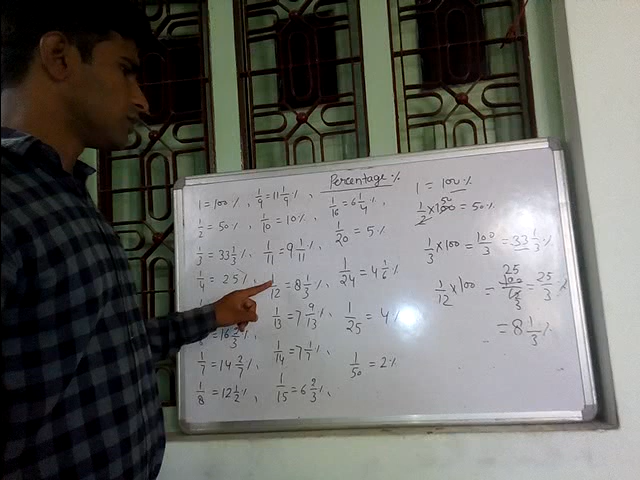 Percentage %
1 = 100 %, 1/9 = 11 1/9 %, 1/16 = 6 1/4 %,
1/2 = 50 %, 1/10 = 10 %, 1/20 = 5 %
1/3 = 33 1/3 %, 1/11 = 9 1/11 %, 1/24 = 4 1/6 %
1/4 = 25 %, 1/12 = 8 1/3 %, 1/25 = 4 %
= 16 2/3 %, 1/13 = 7 9/13 %, 1/50 = 2 %
1/7 = 14 2/7 %, 1/14 = 7 1/7 %,
1/8 = 12 1/2 %, 1/15 = 6 2/3 %,
1 = 100 %
1/2 × 100 50 = 50 %
1/3 × 100 = 100/3 = 33 1/3 %
1/12 × 100 = 25 100/12 3 = 25/3 %
= 8 1/3 %